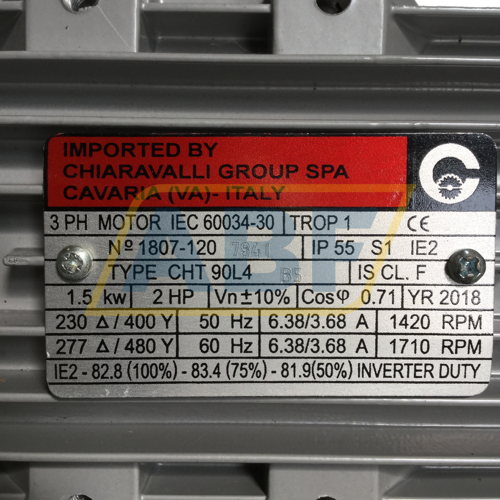 IMPORTED BY
CHIARAVALLI GROUP SPA
CAVARIA (VA)- ITALY
3 PH MOTOR IEC 60034-30 TROP 1 CE
Nº 1807-120 7941 IP 55 S1 IE2
TYPE CHT 90L4 B5 IS CL. F
1.5 kw 2 HP Vn±10% Cosφ 0.71 YR 2018
230 Δ/400 Y 50 Hz 6.38/3.68 A 1420 RPM
277 Δ/480 Y 60 Hz 6.38/3.68 A 1710 RPM
IE2 - 82.8 (100%) - 83.4 (75%) - 81.9(50%) INVERTER DUTY
ABF